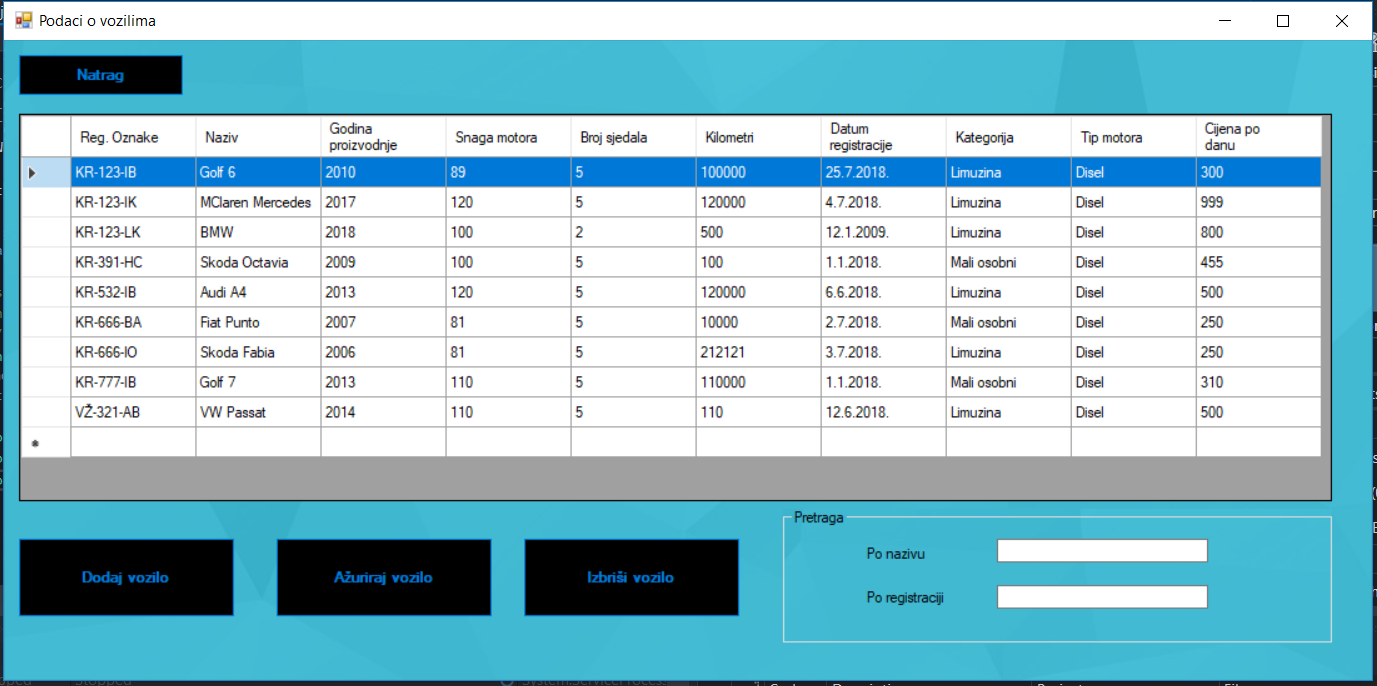 Podaci o vozilima
Natrag
Reg. Oznake Naziv Godina proizvodnje Snaga motora Broj sjedala Kilometri Datum registracije Kategorija Tip motora Cijena po danu
KR-123-IB Golf 6 2010 89 5 100000 25.7.2018. Limuzina Disel 300
KR-123-IK MClaren Mercedes 2017 120 5 120000 4.7.2018. Limuzina Disel 999
KR-123-LK BMW 2018 100 2 500 12.1.2009. Limuzina Disel 800
KR-391-HC Skoda Octavia 2009 100 5 100 1.1.2018. Mali osobni Disel 455
KR-532-IB Audi A4 2013 120 5 120000 6.6.2018. Limuzina Disel 500
KR-666-BA Fiat Punto 2007 81 5 10000 2.7.2018. Mali osobni Disel 250
KR-666-IO Skoda Fabia 2006 81 5 212121 3.7.2018. Limuzina Disel 250
KR-777-IB Golf 7 2013 110 5 110000 1.1.2018. Mali osobni Disel 310
VŽ-321-AB VW Passat 2014 110 5 110 12.6.2018. Limuzina Disel 500
Dodaj vozilo
Ažuriraj vozilo
Izbriši vozilo
Pretraga
Po nazivu
Po registraciji